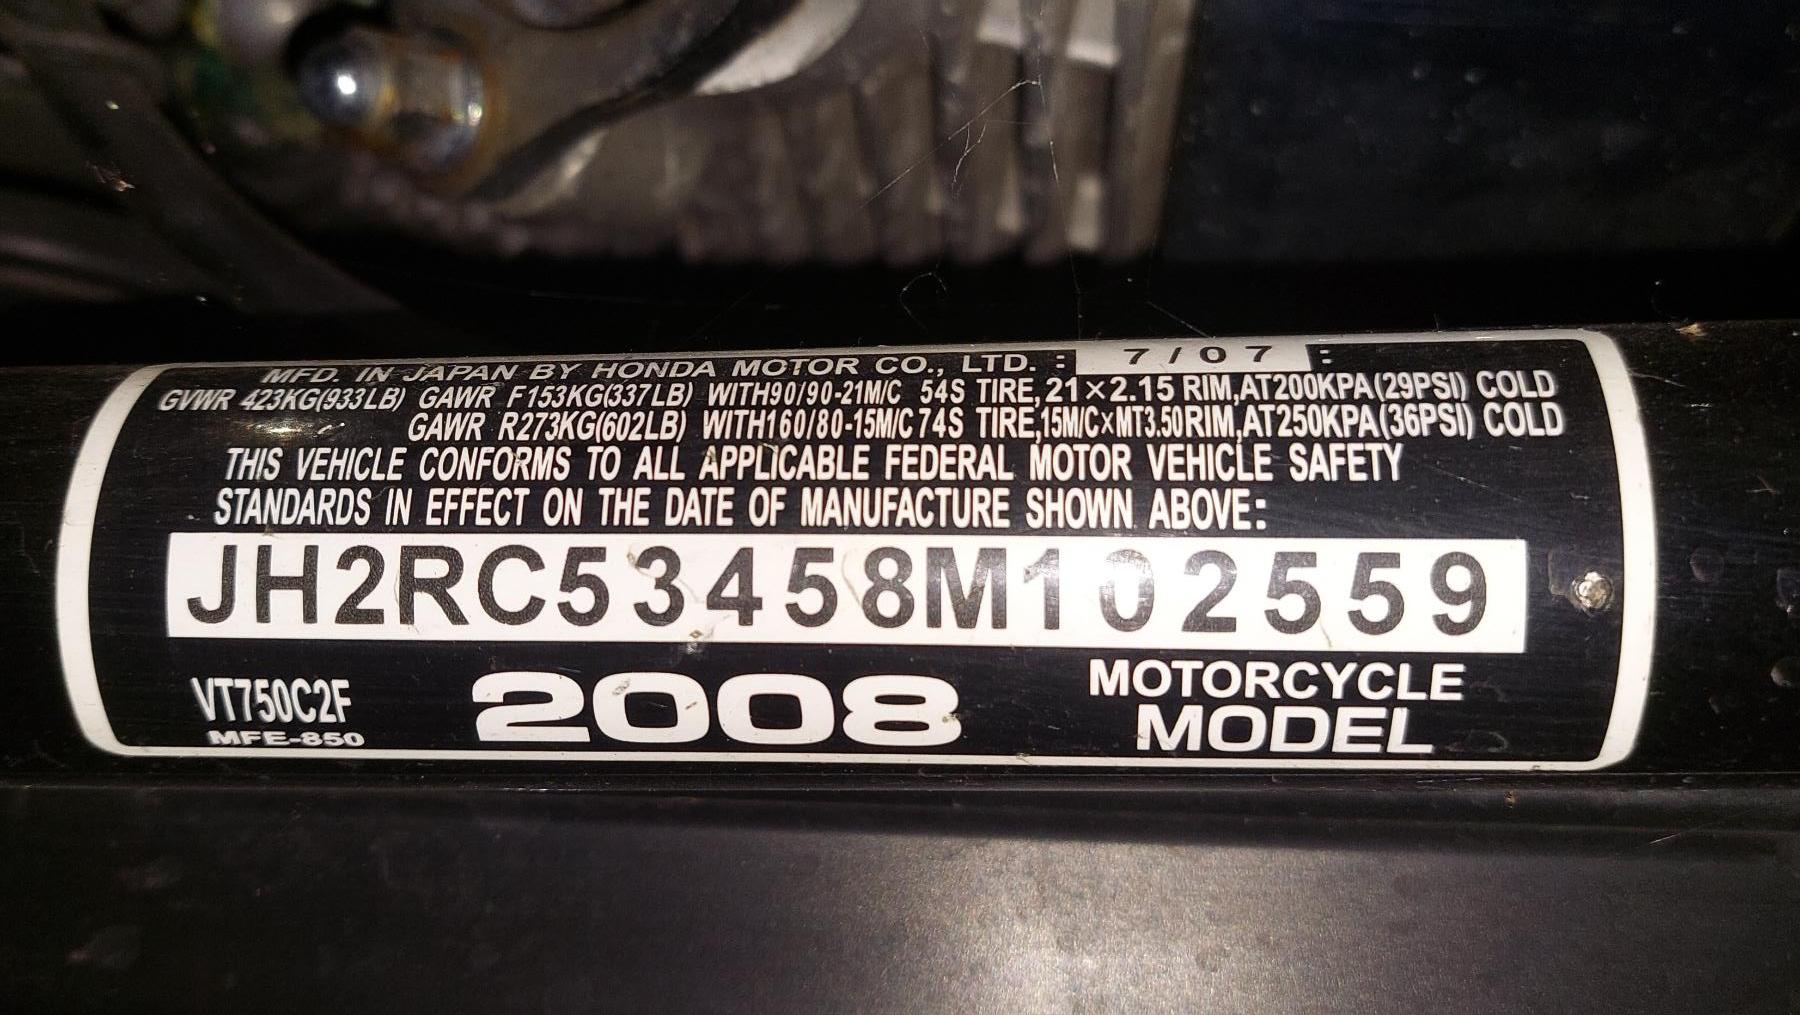 MFD. IN JAPAN BY HONDA MOTOR CO., LTD. : 7/07 :
GVWR 423KG(933LB) GAWR F153KG(337LB) WITH90/90-21M/C 54S TIRE,21×2.15 RIM,AT200KPA(29PSI) COLD
GAWR R273KG(602LB) WITH160/80-15M/C74S TIRE,15M/C×MT3.50RIM,AT250KPA(36PSI) COLD
THIS VEHICLE CONFORMS TO ALL APPLICABLE FEDERAL MOTOR VEHICLE SAFETY
STANDARDS IN EFFECT ON THE DATE OF MANUFACTURE SHOWN ABOVE:
JH2RC53458M102559
VT750C2F
MFE-850
2008
MOTORCYCLE
MODEL